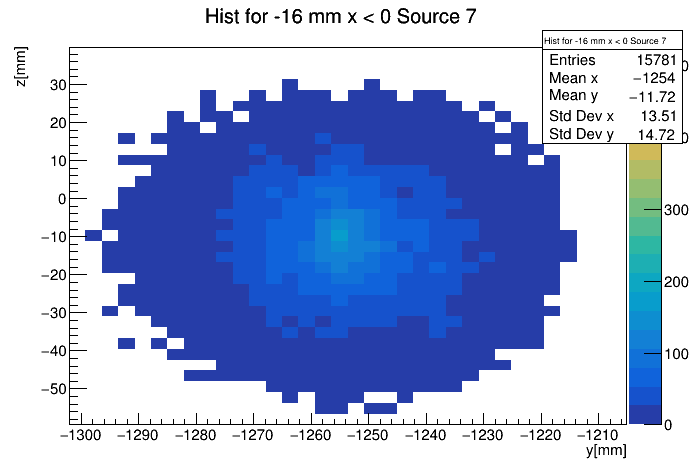 Hist for -16 mm x < 0 Source 7
z[mm]
Hist for -16 mm x < 0 Source 7
Entries 15781
Mean x −1254
Mean y −11.72
Std Dev x 13.51
Std Dev y 14.72
30
20
10
0
−10
−20
−30
−40
−50
300
200
100
0
−1300 −1290 −1280 −1270 −1260 −1250 −1240 −1230 −1220 −1210
y[mm]